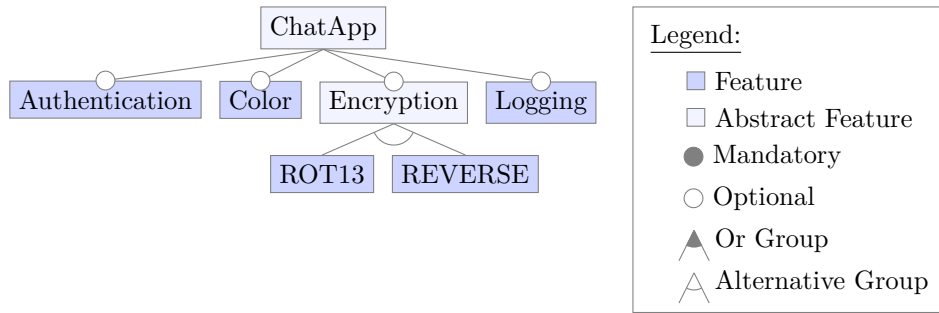 ChatApp
Authentication
Color
Encryption
Logging
ROT13
REVERSE
Legend:
Feature
Abstract Feature
Mandatory
Optional
Or Group
Alternative Group